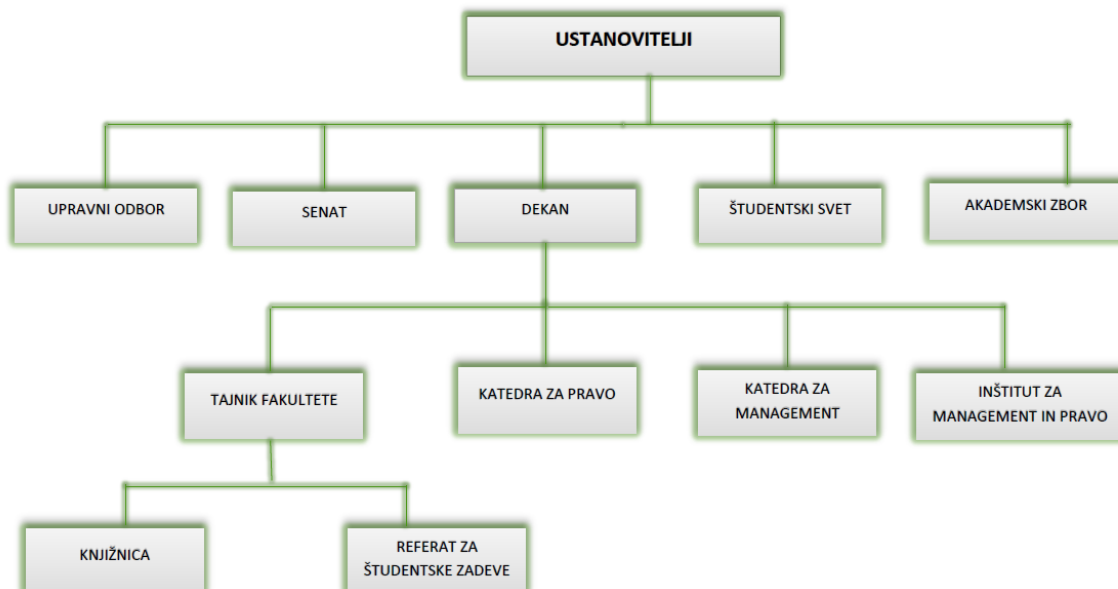 USTANOVITELJI
UPRAVNI ODBOR
SENAT
DEKAN
ŠTUDENTSKI SVET
AKADEMSKI ZBOR
TAJNIK FAKULTETE
KATEDRA ZA PRAVO
KATEDRA ZA
MANAGEMENT
INŠTITUT ZA
MANAGEMENT IN PRAVO
KNJIŽNICA
REFERAT ZA
ŠTUDENTSKE ZADEVE